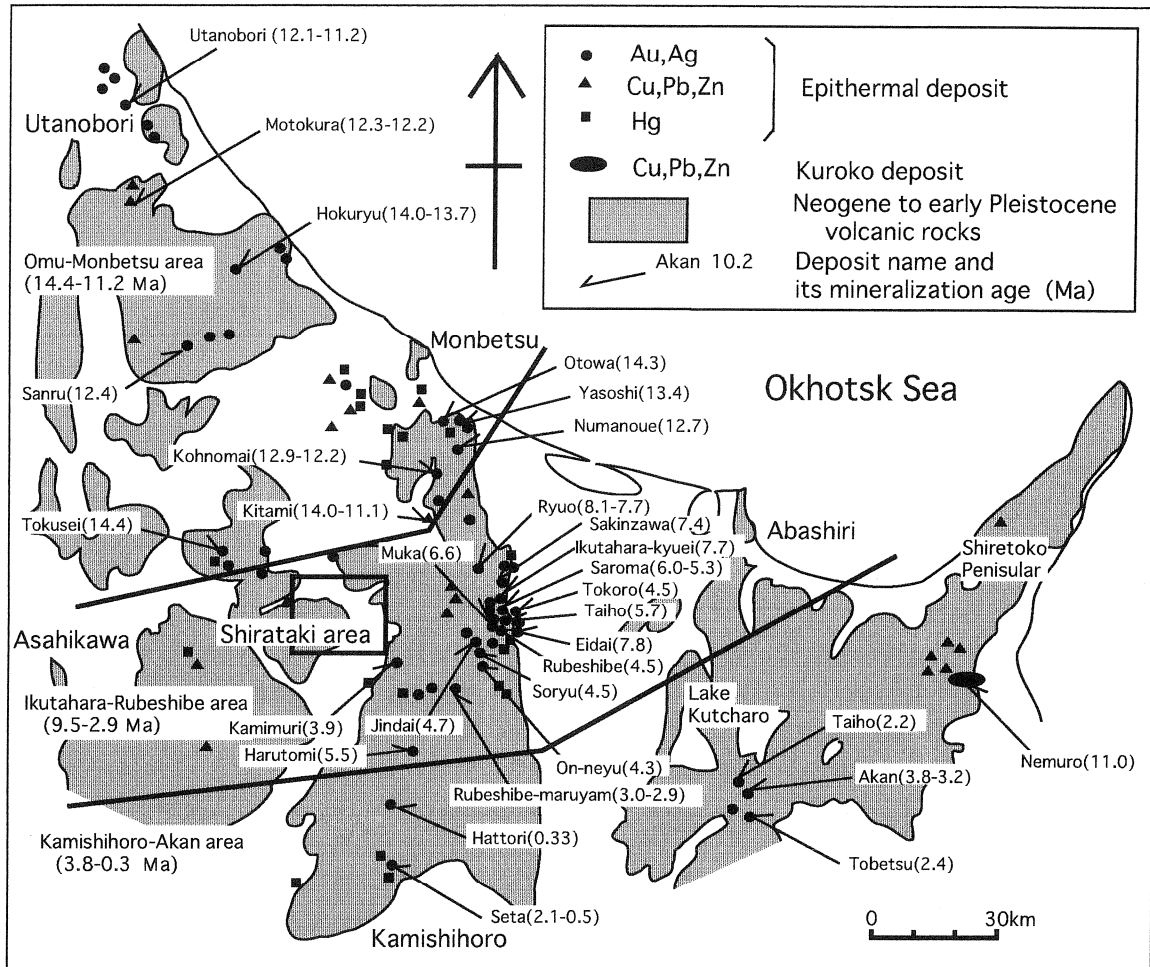 Utanobori (12.1-11.2)
Utanobori
Motokura(12.3-12.2)
Hokuryu(14.0-13.7)
Omu-Monbetsu area
(14.4-11.2 Ma)
Sanru(12.4)
Au,Ag
Cu,Pb,Zn
Hg
Epithermal deposit
Cu,Pb,Zn
Kuroko deposit
Neogene to early Pleistocene
volcanic rocks
Akan 10.2
Deposit name and
its mineralization age (Ma)
Monbetsu
Otowa(14.3)
Yasoshi(13.4)
Numanoue(12.7)
Okhotsk Sea
Kohnomai(12.9-12.2)
Kitami(14.0-11.1)
Tokusei(14.4)
Muka(6.6)
Ryuo(8.1-7.7)
Sakinzawa(7.4)
Ikutahara-kyuei(7.7)
Saroma(6.0-5.3)
Tokoro(4.5)
Taiho(5.7)
Eidai(7.8)
Rubeshibe(4.5)
Soryu(4.5)
Abashiri
Shiretoko
Penisular
Asahikawa
Shirataki area
Ikutahara-Rubeshibe area
(9.5-2.9 Ma)
Kamimuri(3.9)
Jindai(4.7)
Harutomi(5.5)
On-neyu(4.3)
Rubeshibe-maruyam(3.0-2.9)
Lake
Kutcharo
Taiho(2.2)
Akan(3.8-3.2)
Nemuro(11.0)
Tobetsu(2.4)
Kamishihoro-Akan area
(3.8-0.3 Ma)
Hattori(0.33)
Seta(2.1-0.5)
Kamishihoro
0 30km